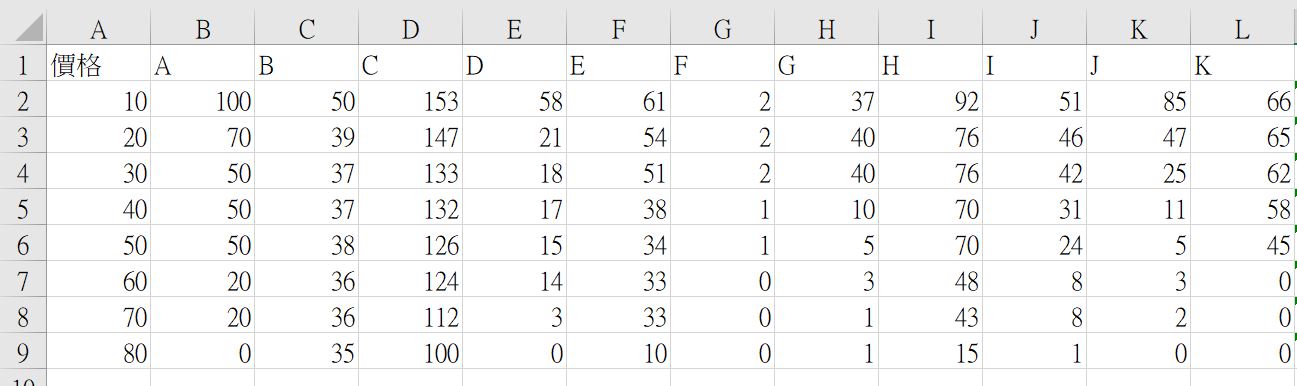 A B C D E F G H I J K L
1 價格 A B C D E F G H I J K
2 10 100 50 153 58 61 2 37 92 51 85 66
3 20 70 39 147 21 54 2 40 76 46 47 65
4 30 50 37 133 18 51 2 40 76 42 25 62
5 40 50 37 132 17 38 1 10 70 31 11 58
6 50 50 38 126 15 34 1 5 70 24 5 45
7 60 20 36 124 14 33 0 3 48 8 3 0
8 70 20 36 112 3 33 0 1 43 8 2 0
9 80 0 35 100 0 10 0 1 15 1 0 0